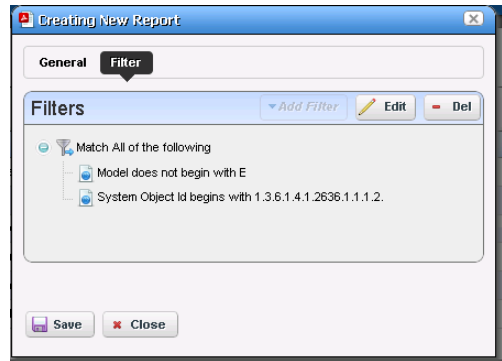 Creating New Report
General Filter
Filters Add Filter Edit Del
Match All of the following
Model does not begin with E
System Object Id begins with 1.3.6.1.4.1.2636.1.1.1.2.
Save Close